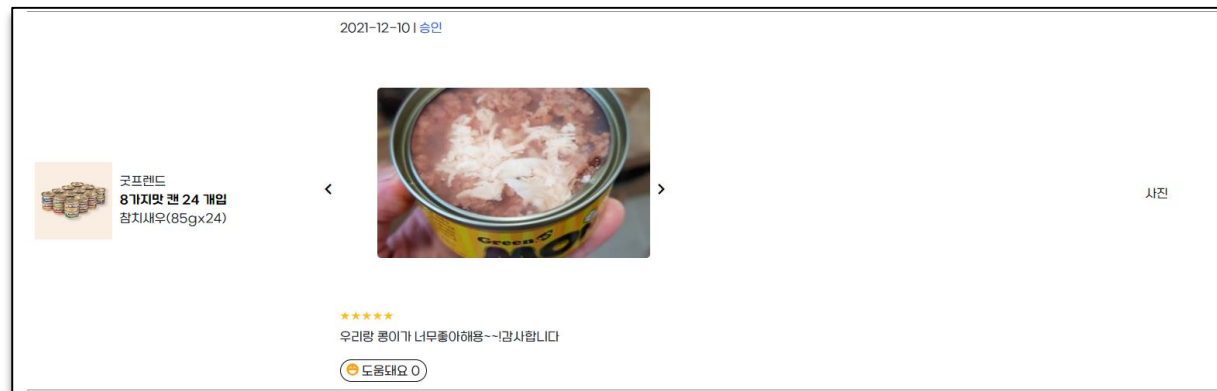 2021-12-10 | 승인
굿프렌드
8가지맛 캔 24 개입
참치새우(85gx24)
Green
사진
★★★★★
우리랑 콩이가 너무좋아해용~~!감사합니다
도움돼요 0